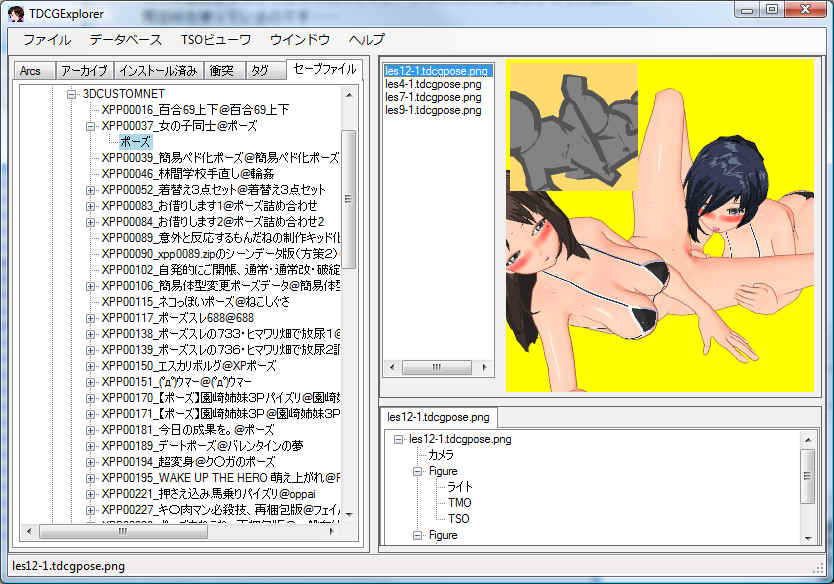 TDCGExplorer
ファイル データベース TSOビューワ ウインドウ ヘルプ
Arcs アーカイブ インストール済み 衝突 タグ セーブファイル
3DCUSTOMNET
XPP00016_百合69上下@百合69上下
XPP00037_女の子同士@ポーズ
ポーズ
XPP00039_簡易ペド化ポーズ@簡易ペド化ポーズ
XPP00046_林間学校手直し@輪姦
XPP00052_着替え3点セット@着替え3点セット
XPP00083_お借りします1@ポーズ詰め合わせ
XPP00084_お借りします2@ポーズ詰め合わせ2
XPP00089_意外と反応するもんだねの制作キッド化
XPP00090_xpp0089.zipのシーンデータ版(方策2)
XPP00102_自発的にご開帳、通常・通常改・破綻
XPP00106_簡易体型変更ポーズデータ@簡易体型
XPP00115_ネコっぽいポーズ@ねこしぐさ
XPP00117_ポーズスレ688@688
XPP00138_ポーズスレの733・ヒマワリ畑で放尿1@
XPP00139_ポーズスレの736・ヒマワリ畑で放尿2訂
XPP00150_エスカリボルグ@XPポーズ
XPP00151_(ﾟдﾟ)ウマー@(ﾟдﾟ)ウマー
XPP00170_【ポーズ】園崎姉妹3Pパイズリ@園崎姉
XPP00171_【ポーズ】園崎姉妹3P@園崎姉妹3P
XPP00181_今日の成果を。@ポーズ
XPP00189_デートポーズ@バレンタインの夢
XPP00194_超変身@ク○ガのポーズ
XPP00195_WAKE UP THE HERO 萌え上がれ@F
XPP00221_押さえ込み馬乗りパイズリ@oppai
XPP00227_キ○肉マン必殺技、再梱包版@フェイ
les12-1.tdcgpose.png
les4-1.tdcgpose.png
les7-1.tdcgpose.png
les9-1.tdcgpose.png
les12-1.tdcgpose.png
les12-1.tdcgpose.png
カメラ
Figure
ライト
TMO
TSO
Figure
les12-1.tdcgpose.png